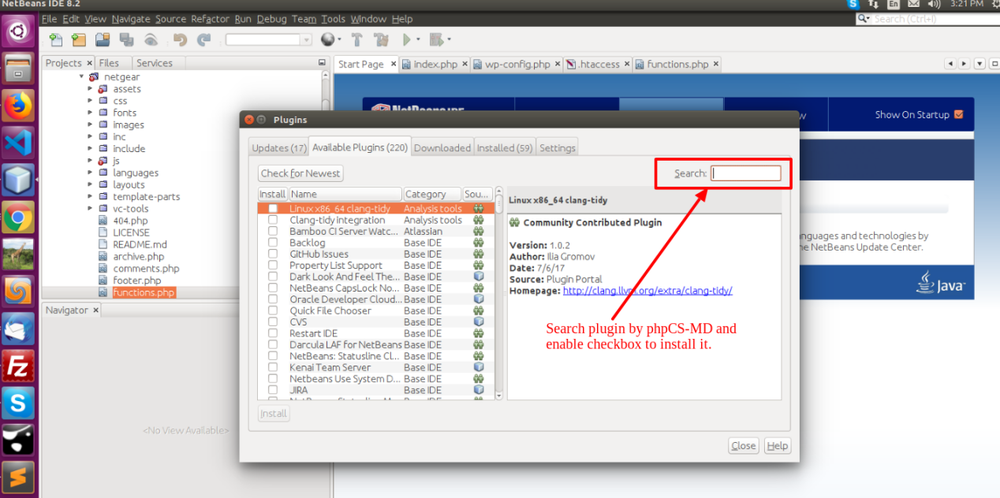 NetBeans IDE 8.2
En
3:21 PM
File Edit View Navigate Source Refactor Run Debug Team Tools Window Help
Search (Ctrl+I)
Projects Files Services
Start Page index.php wp-config.php .htaccess functions.php
netgear
assets
css
fonts
images
inc
include
js
languages
layouts
template-parts
vc-tools
404.php
LICENSE
README.md
archive.php
comments.php
footer.php
functions.php
Navigator
<No View Available>
NetBeans IDE
Show On Startup
Plugins
Updates (17) Available Plugins (220) Downloaded Installed (59) Settings
Check for Newest
Search:
Install Name Category Sou...
Linux x86_64 clang-tidy Analysis tools
Clang-tidy integration Analysis tools
Bamboo CI Server Watc... Atlassian
Backlog Base IDE
GitHub Issues Base IDE
Property List Support Base IDE
Dark Look And Feel The... Base IDE
NetBeans CapsLock No... Base IDE
Oracle Developer Cloud... Base IDE
Quick File Chooser Base IDE
CVS Base IDE
Restart IDE Base IDE
Darcula LAF for NetBeans Base IDE
NetBeans: Statusline Cl... Base IDE
Kenai Team Server Base IDE
Netbeans Use System D... Base IDE
JIRA Base IDE
Linux x86_64 clang-tidy
Community Contributed Plugin
Version: 1.0.2
Author: Ilia Gromov
Date: 7/6/17
Source: Plugin Portal
Homepage: http://clang.llvm.org/extra/clang-tidy/
Search plugin by phpCS-MD and
enable checkbox to install it.
Install
Close Help
nguages and technologies by
e NetBeans Update Center.
Java